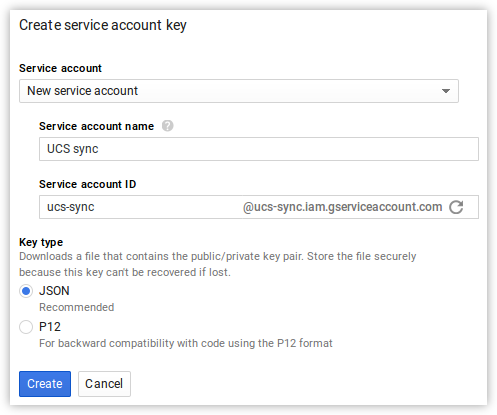 Create service account key
Service account
New service account
Service account name ?
UCS sync
Service account ID
ucs-sync @ucs-sync.iam.gserviceaccount.com
Key type
Downloads a file that contains the public/private key pair. Store the file securely
because this key can't be recovered if lost.
JSON
Recommended
P12
For backward compatibility with code using the P12 format
Create Cancel